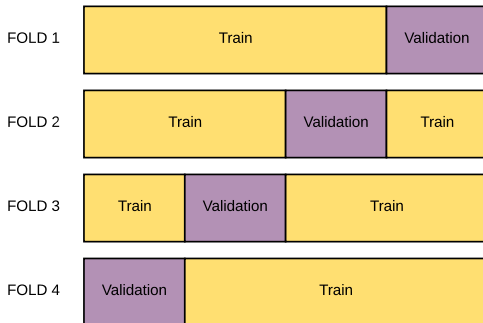 FOLD 1 Train Validation
FOLD 2 Train Validation Train
FOLD 3 Train Validation Train
FOLD 4 Validation Train